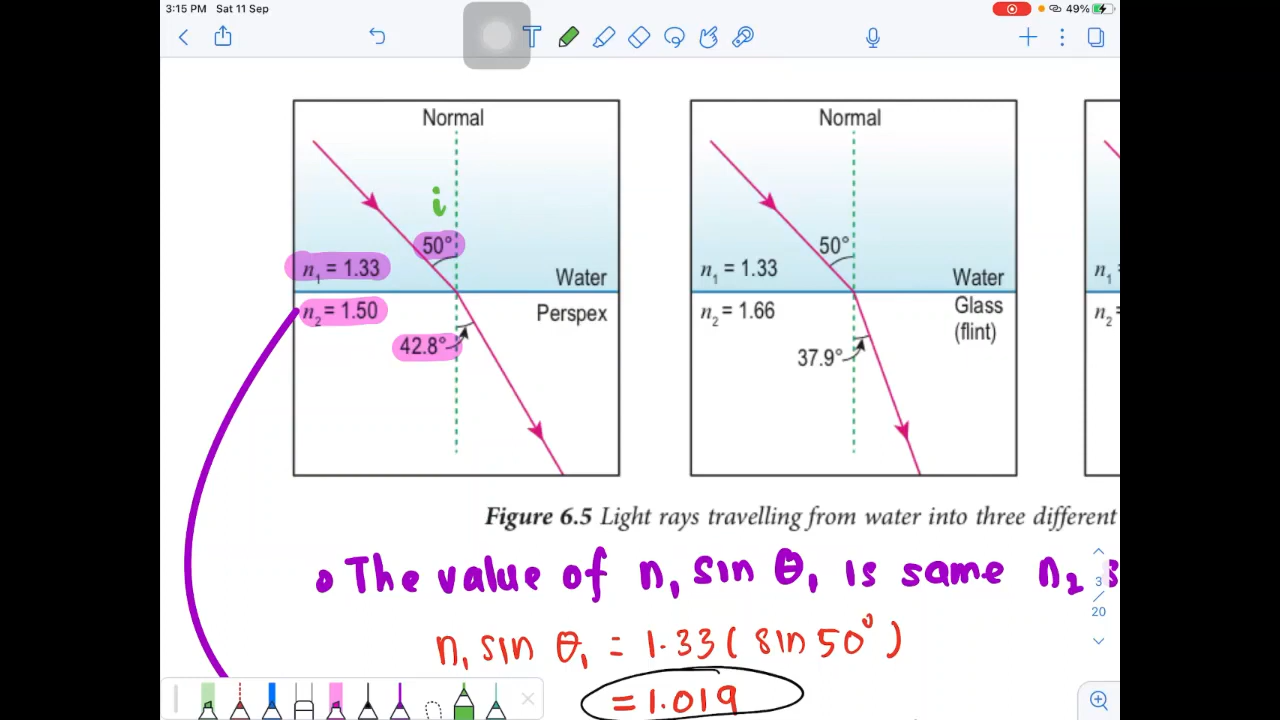 3:15 PM Sat 11 Sep
49%
T
Normal
i
50°
n₁ = 1.33
Water
n₂ = 1.50
Perspex
42.8°
Normal
50°
n₁ = 1.33
Water
n₂ = 1.66
Glass
(flint)
37.9°
n₁
n₂
Figure 6.5 Light rays travelling from water into three different
• The value of n₁ sin θ₁ is same n₂ s
n₁ sin θ₁ = 1.33 ( sin 50° )
= 1.019
3
/
20